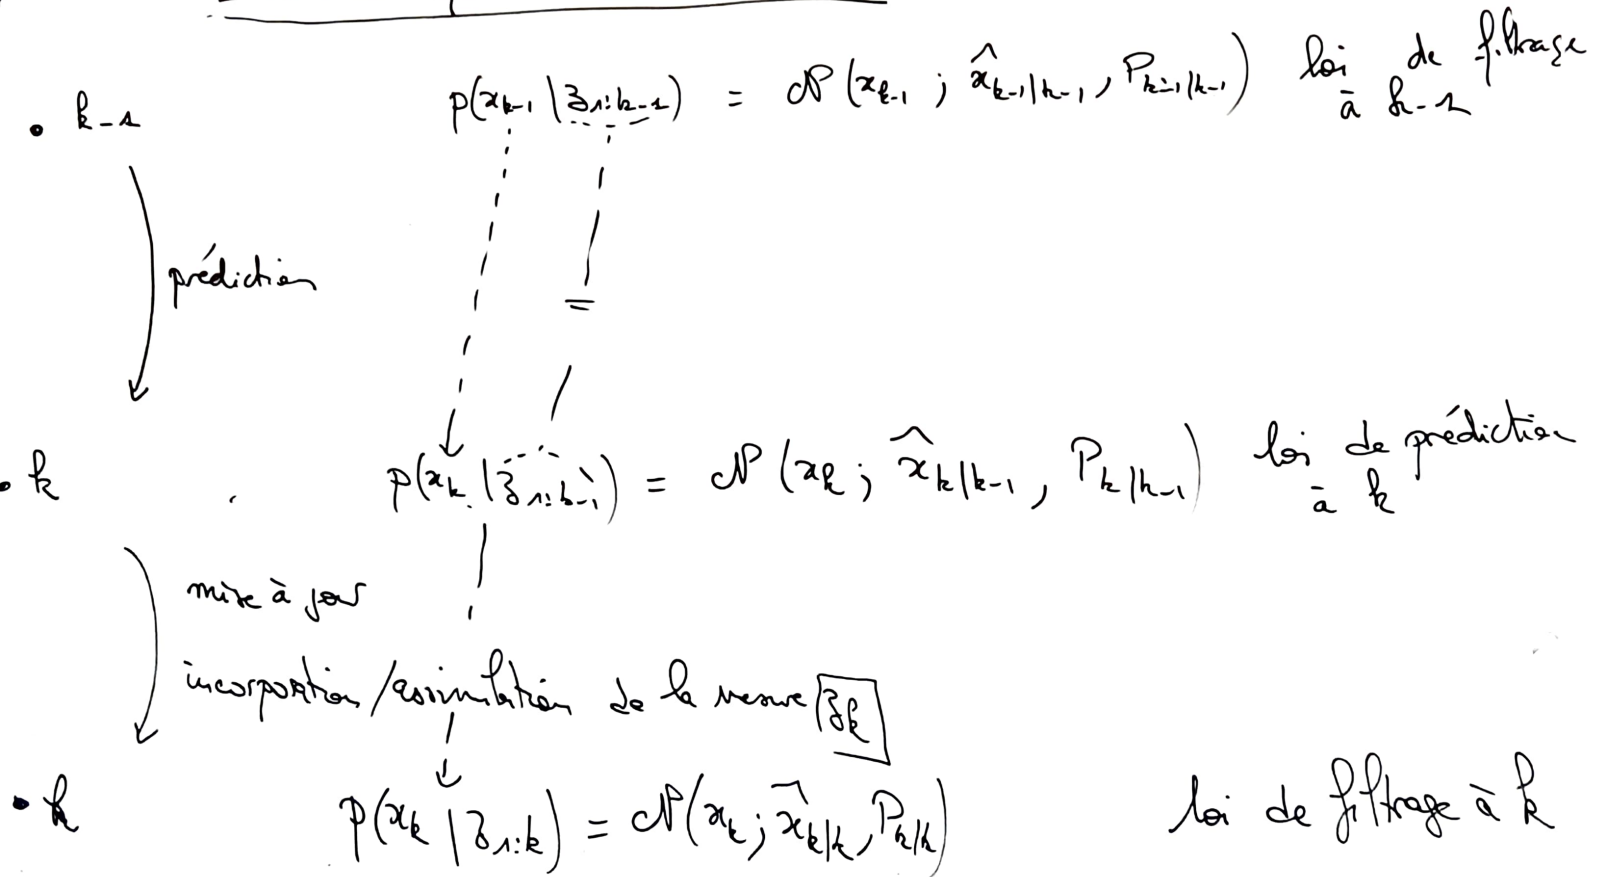 • k-1 p(x_{k-1} | z_{1:k-1}) = N(x_{k-1} ; x̂_{k-1|k-1}, P_{k-1|k-1}) loi de filtrage
à k-1
prédiction
=
• k p(x_k | z_{1:k-1}) = N(x_k ; x̂_{k|k-1}, P_{k|k-1}) loi de prédiction
à k
mise à jour
incorportion/assimilation de la mesure z_k
• k p(x_k | z_{1:k}) = N(x_k ; x̂_{k|k}, P_{k|k}) loi de filtrage à k